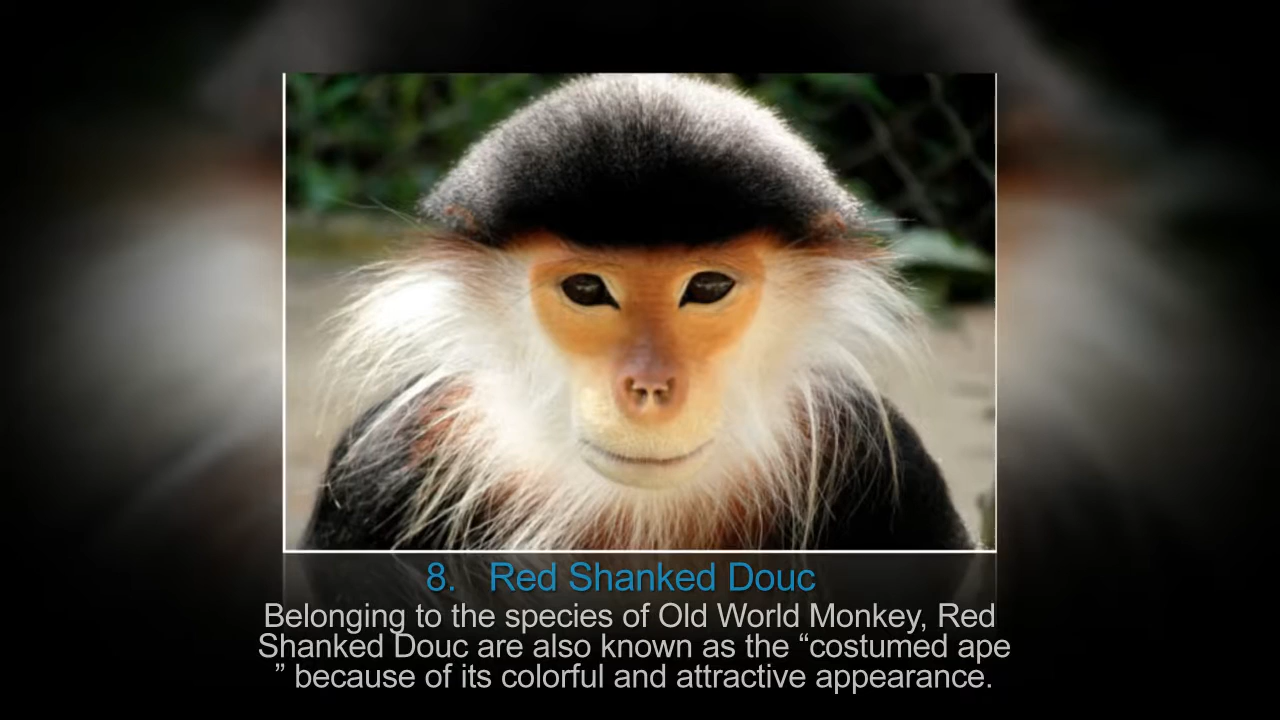 8. Red Shanked Douc
Belonging to the species of Old World Monkey, Red
Shanked Douc are also known as the “costumed ape
” because of its colorful and attractive appearance.